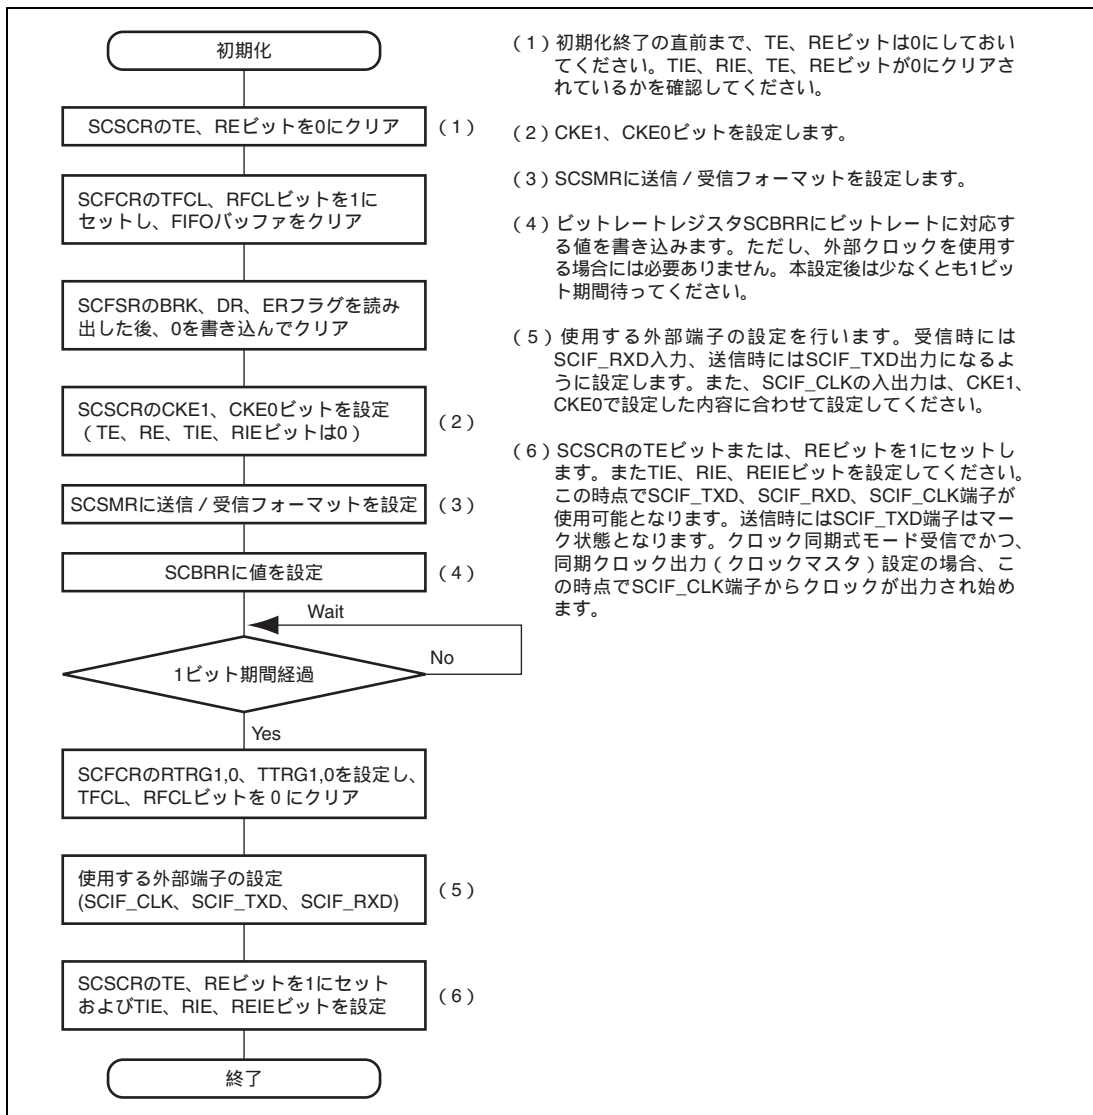 初期化
SCSCRのTE、REビットを0にクリア
(1)
SCFCRのTFCL、RFCLビットを1に
セットし、FIFOバッファをクリア
SCFSRのBRK、DR、ERフラグを読み
出した後、0を書き込んでクリア
SCSCRのCKE1、CKE0ビットを設定
(TE、RE、TIE、RIEビットは0)
(2)
SCSMRに送信/受信フォーマットを設定
(3)
SCBRRに値を設定
(4)
Wait
1ビット期間経過
No
Yes
SCFCRのRTRG1,0、TTRG1,0を設定し、
TFCL、RFCLビットを0にクリア
使用する外部端子の設定
(SCIF_CLK、SCIF_TXD、SCIF_RXD)
(5)
SCSCRのTE、REビットを1にセット
およびTIE、RIE、REIEビットを設定
(6)
終了
(1)初期化終了の直前まで、TE、REビットは0にしておい
てください。TIE、RIE、TE、REビットが0にクリアさ
れているかを確認してください。
(2)CKE1、CKE0ビットを設定します。
(3)SCSMRに送信/受信フォーマットを設定します。
(4)ビットレートレジスタSCBRRにビットレートに対応す
る値を書き込みます。ただし、外部クロックを使用す
る場合には必要ありません。本設定後は少なくとも1ビッ
ト期間待ってください。
(5)使用する外部端子の設定を行います。受信時には
SCIF_RXD入力、送信時にはSCIF_TXD出力になるよ
うに設定します。また、SCIF_CLKの入出力は、CKE1、
CKE0で設定した内容に合わせて設定してください。
(6)SCSCRのTEビットまたは、REビットを1にセットし
ます。またTIE、RIE、REIEビットを設定してください。
この時点でSCIF_TXD、SCIF_RXD、SCIF_CLK端子が
使用可能となります。送信時にはSCIF_TXD端子はマー
ク状態となります。クロック同期式モード受信でかつ、
同期クロック出力(クロックマスタ)設定の場合、こ
の時点でSCIF_CLK端子からクロックが出力され始め
ます。